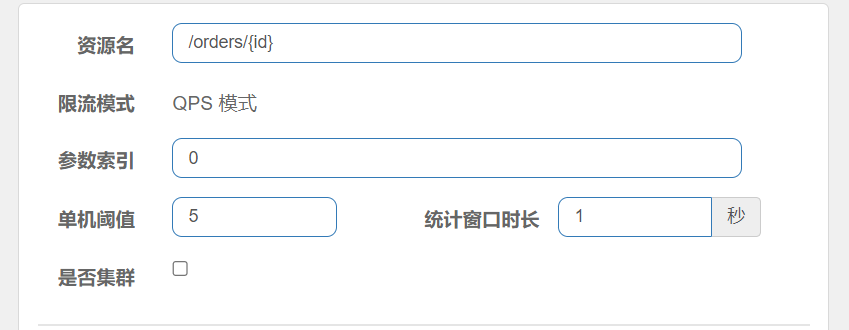 资源名 /orders/{id}
限流模式 QPS 模式
参数索引 0
单机阈值 5 统计窗口时长 1 秒
是否集群